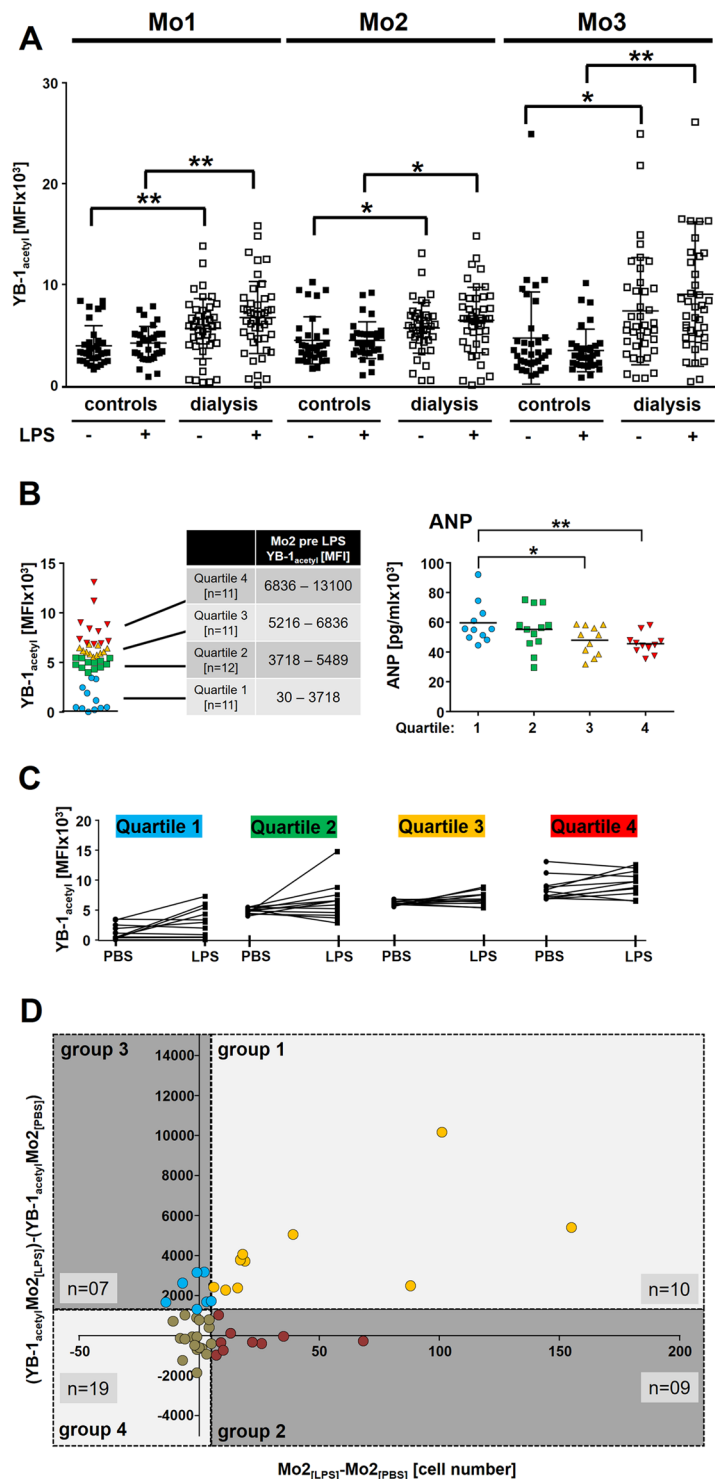 A
Mo1 Mo2 Mo3
YB-1acetyl [MFIx10³]
30
20
10
0
** ** * * * **
controls dialysis controls dialysis controls dialysis
LPS - + - + - + - + - + - +
B
YB-1acetyl [MFIx10³]
15
10
5
0
Mo2 pre LPS
YB-1acetyl [MFI]
Quartile 4
[n=11]
6836 – 13100
Quartile 3
[n=11]
5216 – 6836
Quartile 2
[n=12]
3718 – 5489
Quartile 1
[n=11]
30 – 3718
ANP
**
*
ANP [pg/mlx10³]
100
80
60
40
20
0
Quartile: 1 2 3 4
C
YB-1acetyl [MFIx10³]
20
15
10
5
0
Quartile 1 Quartile 2 Quartile 3 Quartile 4
PBS LPS PBS LPS PBS LPS PBS LPS
D
(YB-1acetylMo2[LPS])-(YB-1acetylMo2[PBS])
group 3 group 1
14000
12000
10000
8000
6000
4000
2000
n=07 n=10
-50 50 100 150 200
-2000
-4000
n=19 n=09
group 4 group 2
Mo2[LPS]-Mo2[PBS] [cell number]